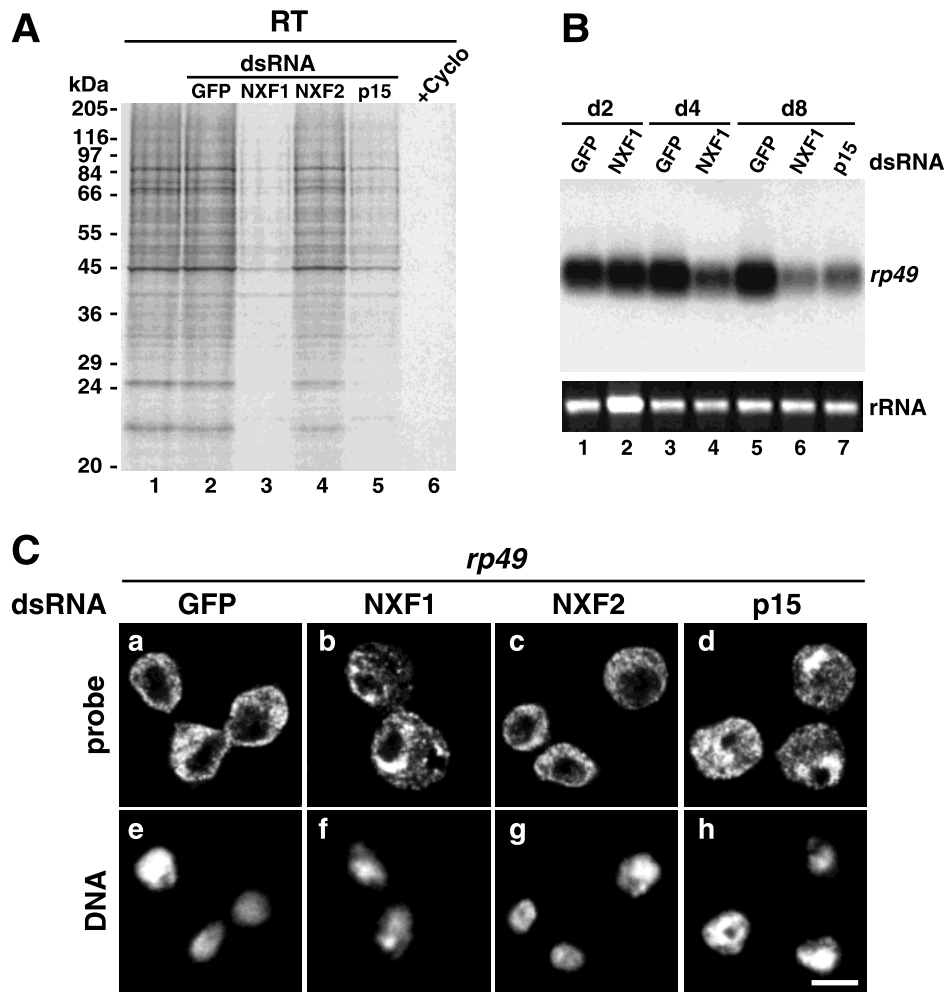 A
RT
dsRNA
+Cyclo
kDa
GFP NXF1 NXF2 p15
205-
116-
97 -
84 -
66 -
55 -
45 -
36 -
29 -
24 -
20 -
1 2 3 4 5 6
B
d2 d4 d8
GFP NXF1 GFP NXF1 GFP NXF1 p15 dsRNA
rp49
rRNA
1 2 3 4 5 6 7
C
rp49
dsRNA GFP NXF1 NXF2 p15
probe
a b c d
DNA
e f g h